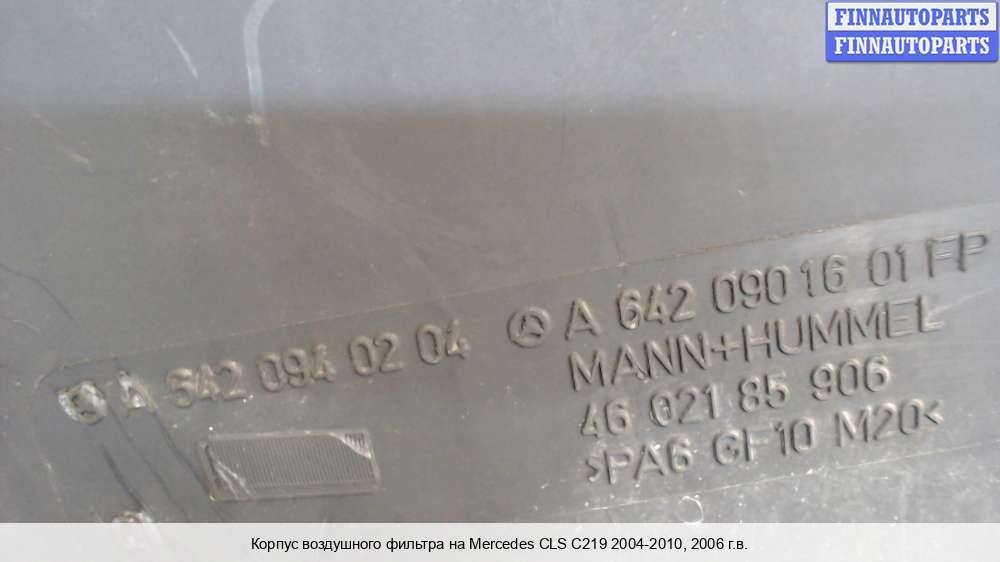 FINNAUTOPARTS
FINNAUTOPARTS
A 642 090 16 01 FP
A 642 094 02 04
MANN+HUMMEL
46 021 85 906
>PA6 GF10 M20<
Корпус воздушного фильтра на Mercedes CLS C219 2004-2010, 2006 г.в.